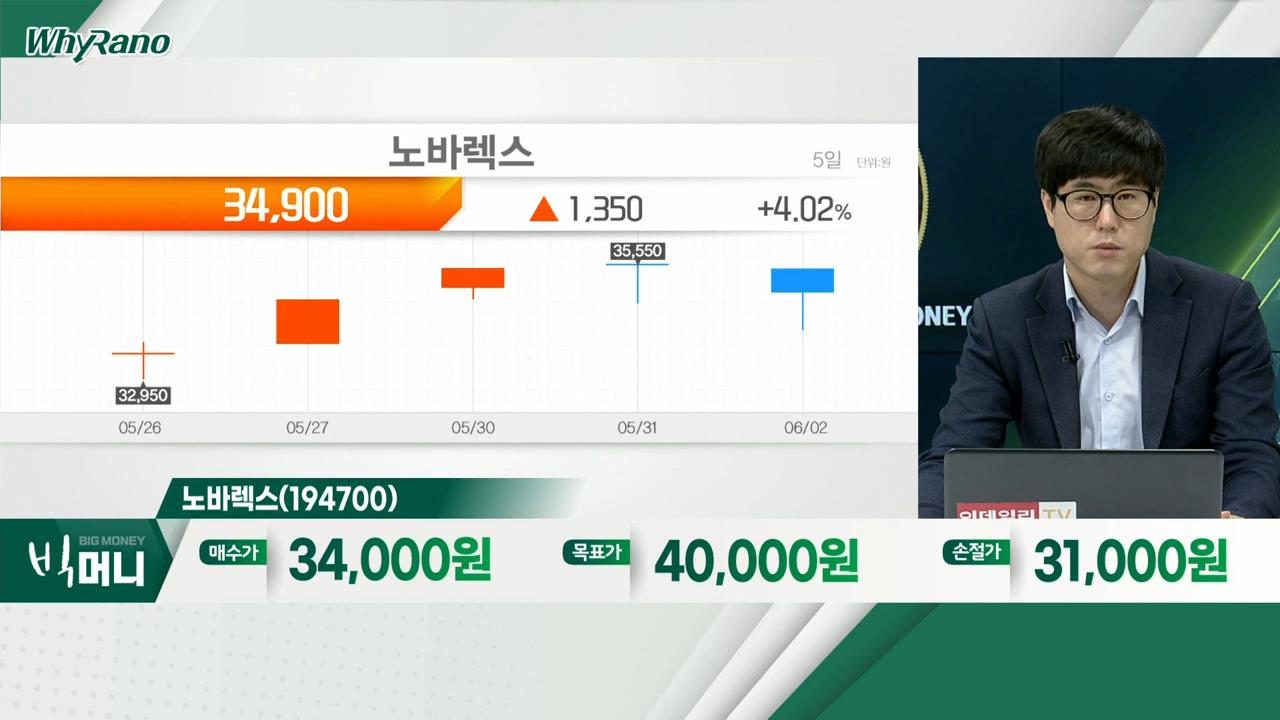 WhyRano
노바렉스
5일 단위:원
34,900 ▲ 1,350 +4.02%
35,550
32,950
05/26 05/27 05/30 05/31 06/02
ONEY
TV
노바렉스(194700)
BIG MONEY
빅머니
매수가 34,000원 목표가 40,000원 손절가 31,000원